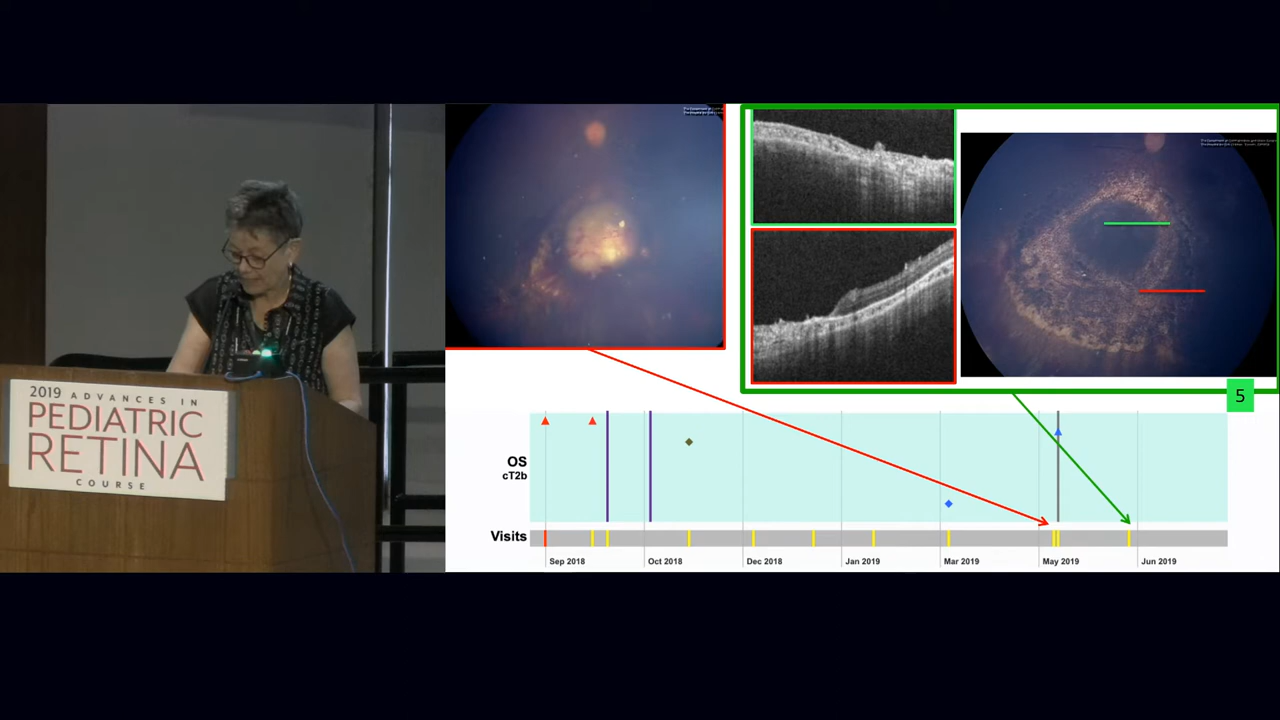 2019 ADVANCES IN
PEDIATRIC
RETINA
COURSE
5
OS
cT2b
Visits
Sep 2018
Oct 2018
Dec 2018
Jan 2019
Mar 2019
May 2019
Jun 2019